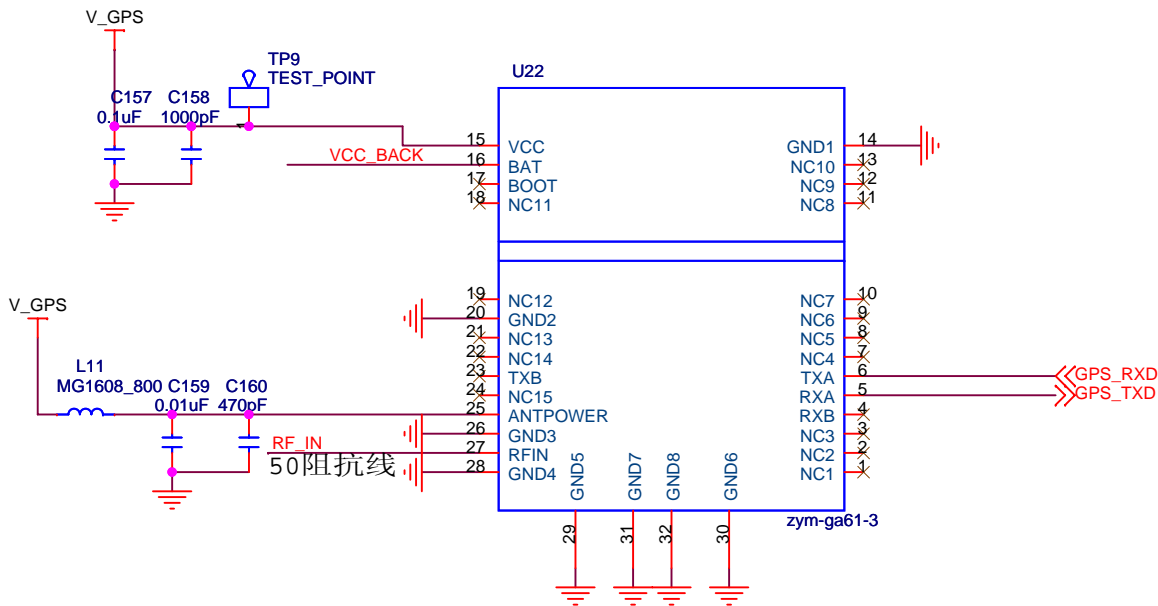 V_GPS
TP9
TEST_POINT
U22
C157 C158
0.1uF 1000pF
15 VCC GND1 14
VCC_BACK 16 BAT NC10 13
17 BOOT NC9 12
18 NC11 NC8 11
V_GPS
19 NC12 NC7 10
20 GND2 NC6 9
21 NC13 NC5 8
22 NC14 NC4 7
L11
23 TXB TXA 6 GPS_RXD
MG1608_800 C159 C160
24 NC15 RXA 5 GPS_TXD
0.01uF 470pF
25 ANTPOWER RXB 4
26 GND3 NC3 3
RF_IN 27 RFIN NC2 2
50阻抗线 28 GND4 NC1 1
GND5 GND7 GND8 GND6
zym-ga61-3
29 31 32 30